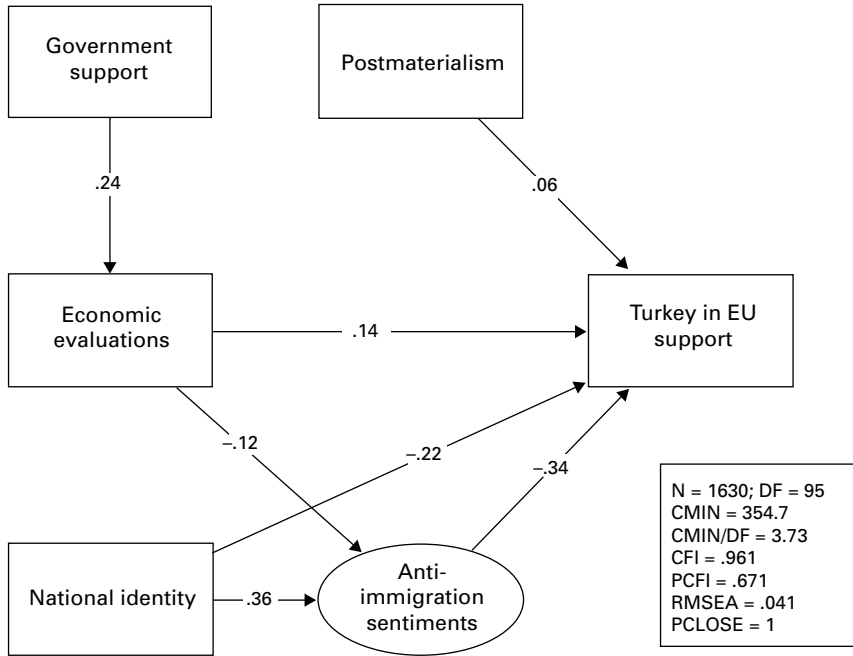 Government
support
Postmaterialism
.24
.06
Economic
evaluations
.14
Turkey in EU
support
–.12
–.22
–.34
National identity
.36
Anti-
immigration
sentiments
N = 1630; DF = 95
CMIN = 354.7
CMIN/DF = 3.73
CFI = .961
PCFI = .671
RMSEA = .041
PCLOSE = 1